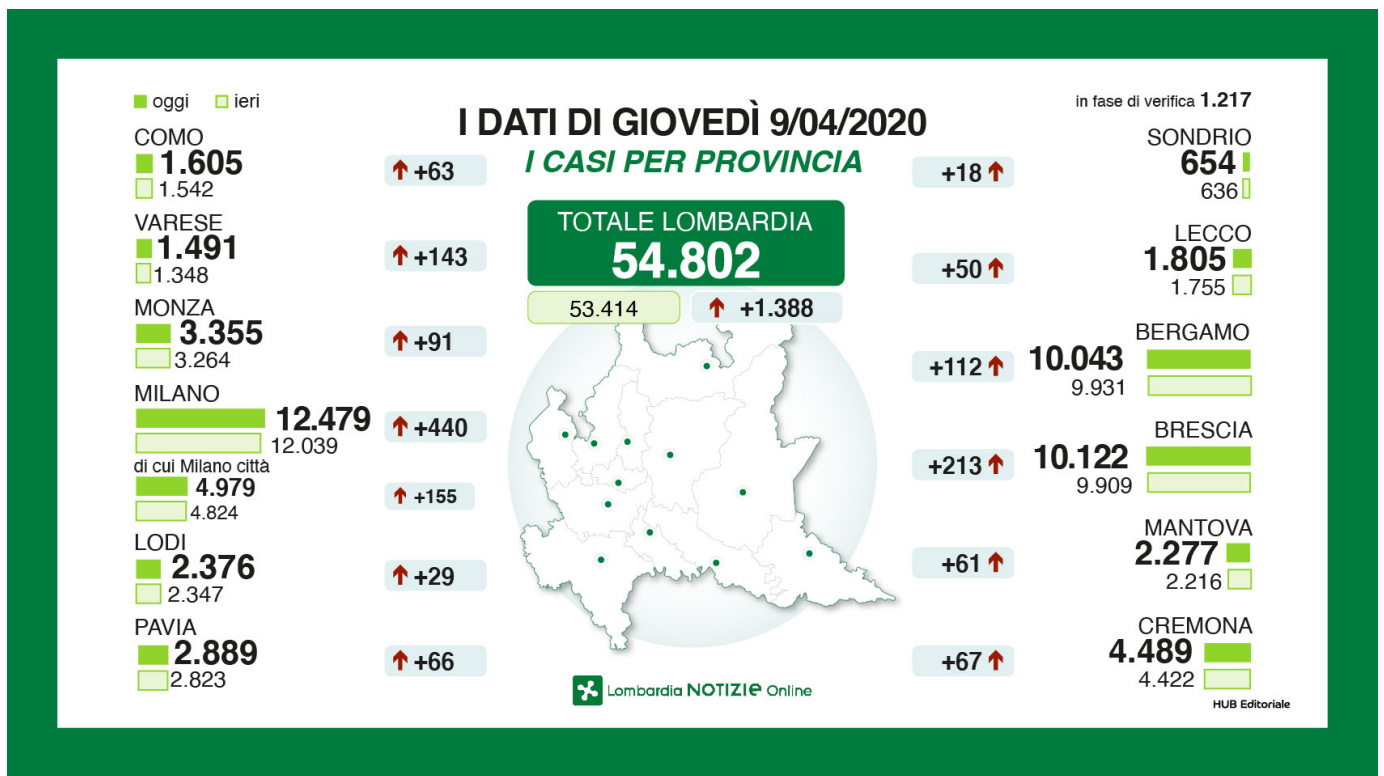 oggi ieri
I DATI DI GIOVEDÌ 9/04/2020
I CASI PER PROVINCIA
in fase di verifica 1.217
TOTALE LOMBARDIA
54.802
53.414
+1.388
COMO
1.605
1.542
+63
VARESE
1.491
1.348
+143
MONZA
3.355
3.264
+91
MILANO
12.479
12.039
+440
di cui Milano città
4.979
4.824
+155
LODI
2.376
2.347
+29
PAVIA
2.889
2.823
+66
SONDRIO
654
636
+18
LECCO
1.805
1.755
+50
BERGAMO
10.043
9.931
+112
BRESCIA
10.122
9.909
+213
MANTOVA
2.277
2.216
+61
CREMONA
4.489
4.422
+67
Lombardia NOTIZIE Online
HUB Editoriale